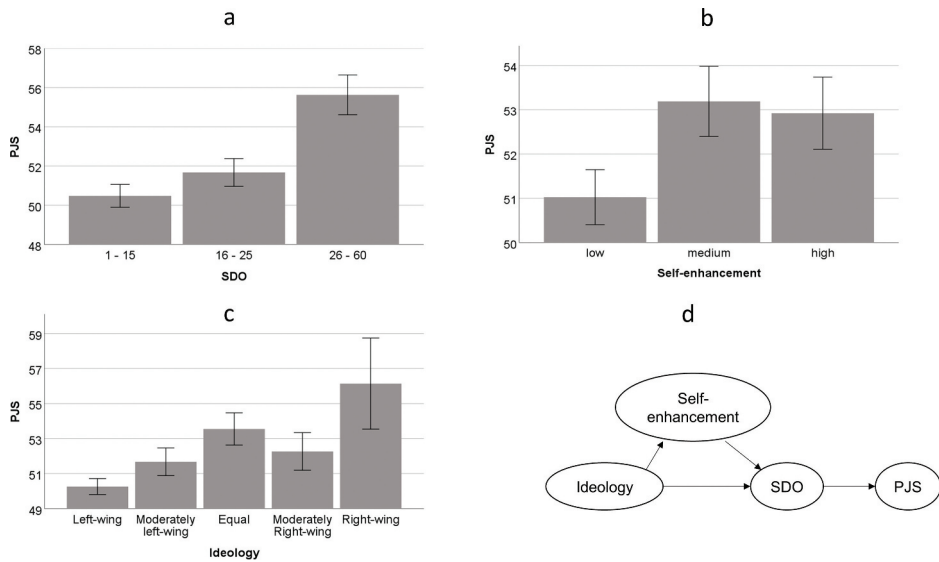 a
58
56
54
52
50
48
PJS
1 - 15
16 - 25
26 - 60
SDO
b
54
53
52
51
50
PJS
low
medium
high
Self-enhancement
c
59
57
55
53
51
49
PJS
Left-wing
Moderately
left-wing
Equal
Moderately
Right-wing
Right-wing
Ideology
d
Self-
enhancement
Ideology
SDO
PJS